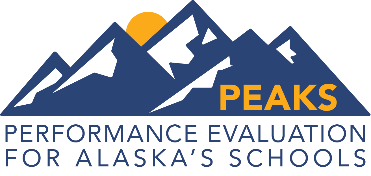 PEAKS
PERFORMANCE EVALUATION
FOR ALASKA'S SCHOOLS